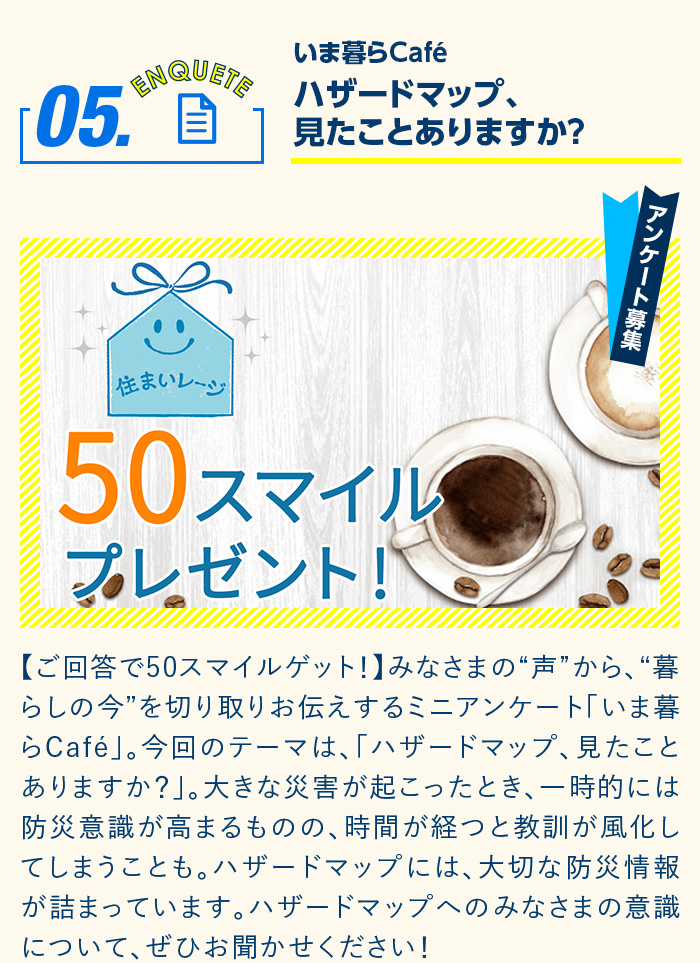 05.
ENQUETE
いま暮らCafé
ハザードマップ、
見たことありますか?
アンケート募集
住まいレージ
50スマイル
プレゼント!
【ご回答で50スマイルゲット!】みなさまの“声”から、“暮
らしの今”を切り取りお伝えするミニアンケート「いま暮
らCafé」。今回のテーマは、「ハザードマップ、見たこと
ありますか?」。大きな災害が起こったとき、一時的には
防災意識が高まるものの、時間が経つと教訓が風化し
てしまうことも。ハザードマップには、大切な防災情報
が詰まっています。ハザードマップへのみなさまの意識
について、ぜひお聞かせください!